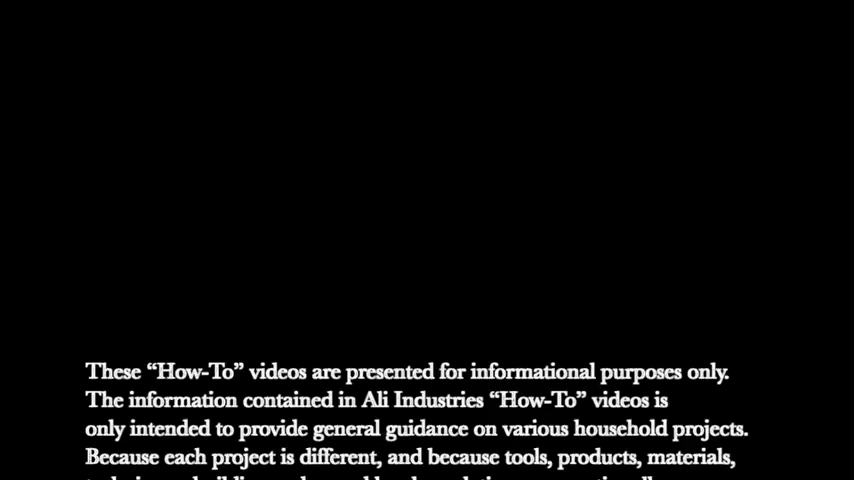 These “How-To” videos are presented for informational purposes only.
The information contained in Ali Industries “How-To” videos is
only intended to provide general guidance on various household projects.
Because each project is different, and because tools, products, materials,